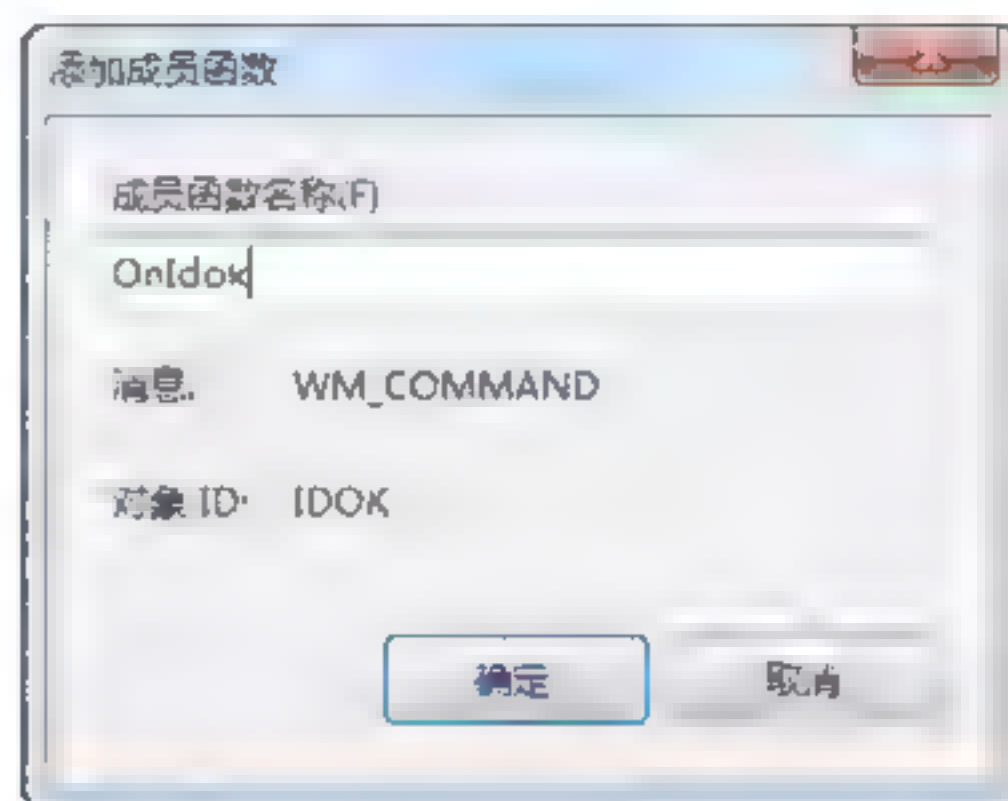 添加成员函数
成员函数名称(F)
OnIdok
消息: WM_COMMAND
对象 ID: IDOK
确定 取消